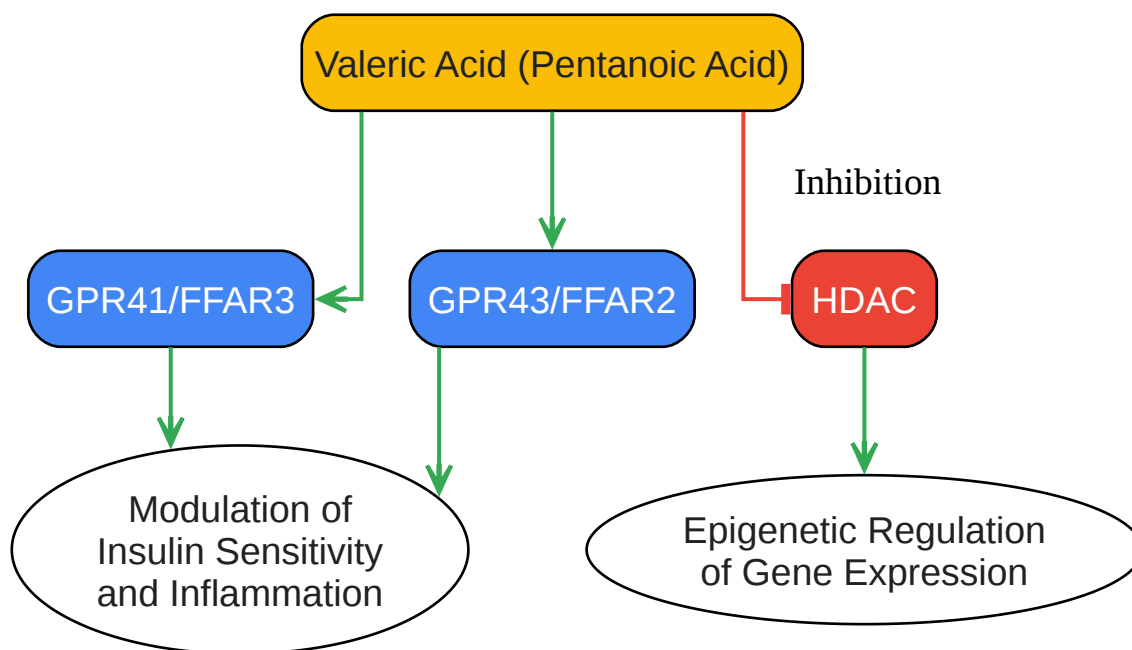 Valeric Acid (Pentanoic Acid)
Inhibition
GPR41/FFAR3
GPR43/FFAR2
HDAC
Modulation of
Insulin Sensitivity
and Inflammation
Epigenetic Regulation
of Gene Expression